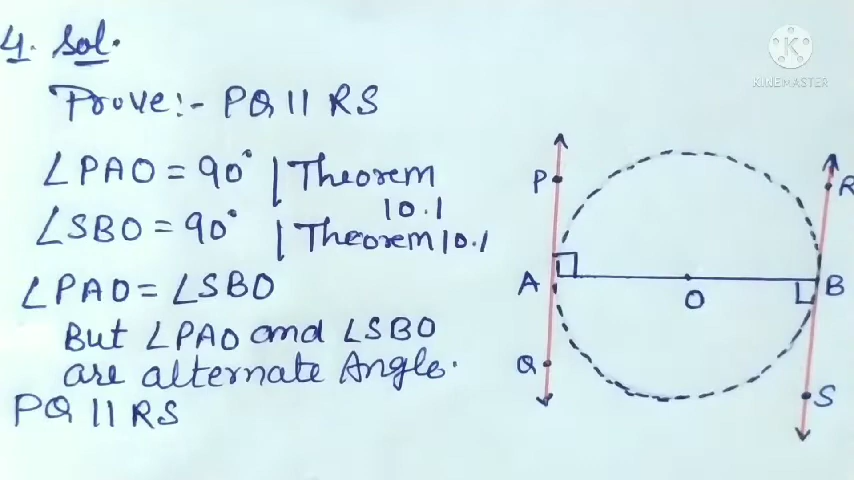 4. Sol.
Prove:- PQ || RS
∠PAO = 90° | Theorem 10.1
∠SBO = 90° | Theorem 10.1
∠PAO = ∠SBO
But ∠PAO and ∠SBO
are alternate Angle.
PQ || RS
K
KINEMASTER
P
R
A
O
B
Q
S